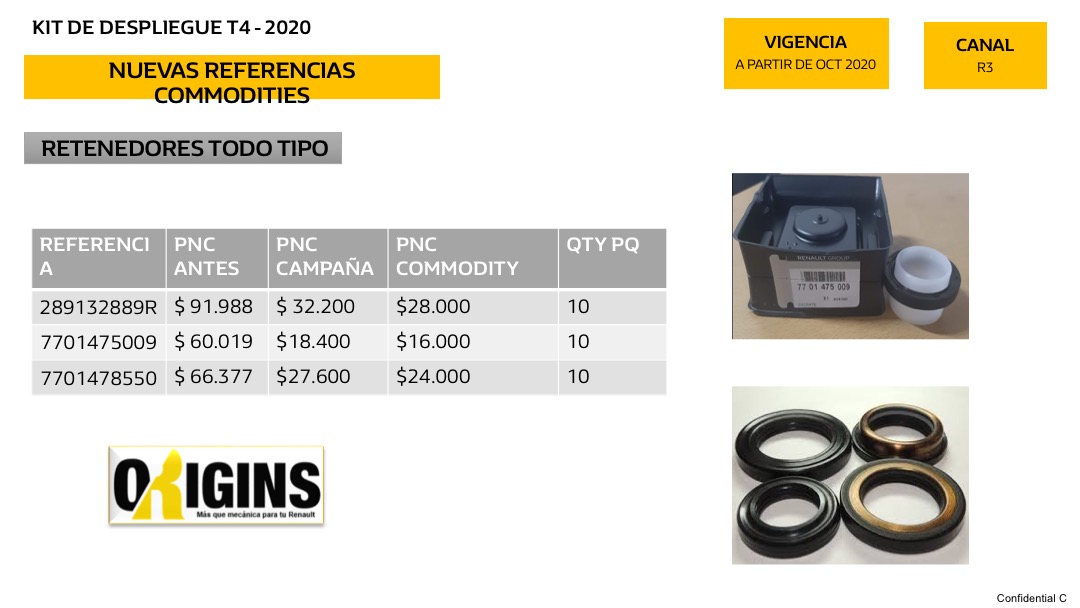 KIT DE DESPLIEGUE T4 - 2020
NUEVAS REFERENCIAS
COMMODITIES
VIGENCIA
A PARTIR DE OCT 2020
CANAL
R3
RETENEDORES TODO TIPO
REFERENCI
A
PNC
ANTES
PNC
CAMPAÑA
PNC
COMMODITY
QTY PQ
289132889R $ 91.988 $ 32.200 $28.000 10
7701475009 $ 60.019 $18.400 $16.000 10
7701478550 $ 66.377 $27.600 $24.000 10
RENAULT GROUP
77 01 475 009
ORIGINS
Más que mecánica para tu Renault
Confidential C